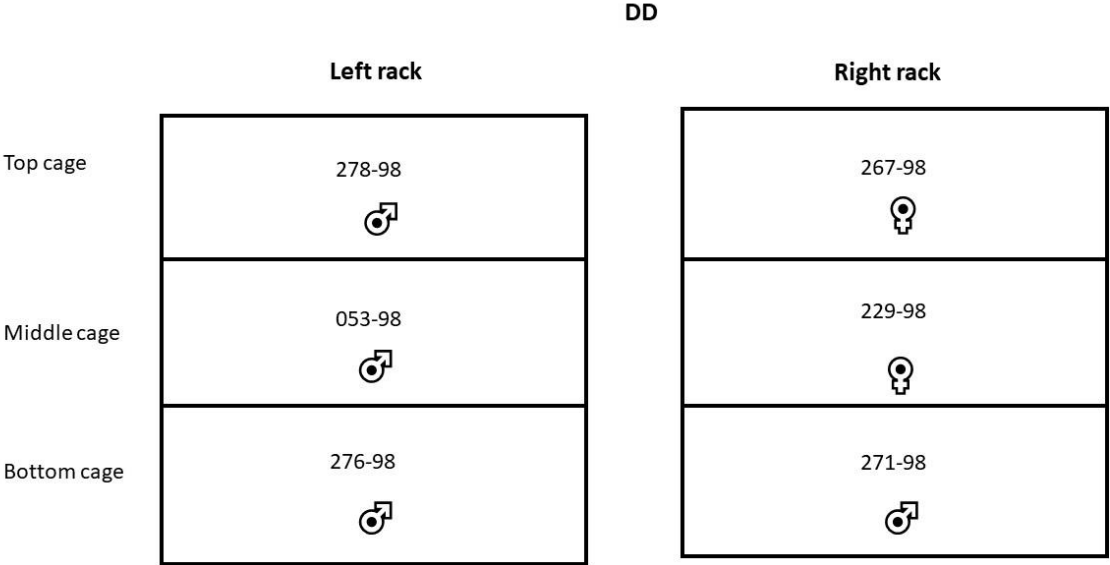 DD
Left rack
Right rack
Top cage
278-98
267-98
Middle cage
053-98
229-98
Bottom cage
276-98
271-98